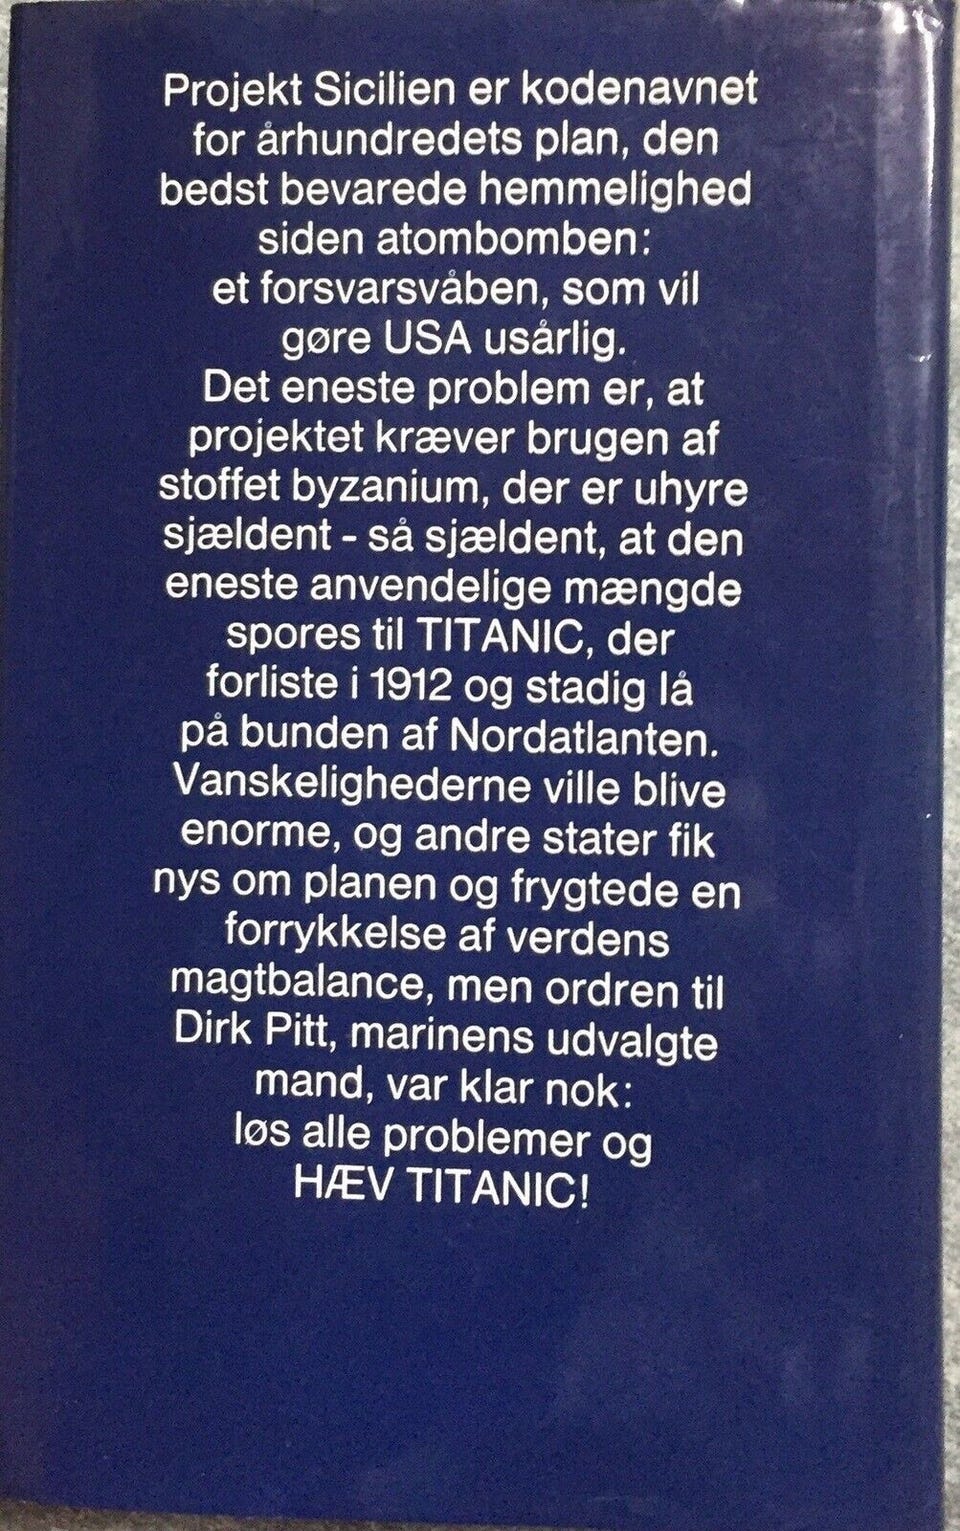 Projekt Sicilien er kodenavnet
for århundredets plan, den
bedst bevarede hemmelighed
siden atombomben:
et forsvarsvåben, som vil
gøre USA usårlig.
Det eneste problem er, at
projektet kræver brugen af
stoffet byzanium, der er uhyre
sjældent - så sjældent, at den
eneste anvendelige mængde
spores til TITANIC, der
forliste i 1912 og stadig lå
på bunden af Nordatlanten.
Vanskelighederne ville blive
enorme, og andre stater fik
nys om planen og frygtede en
forrykkelse af verdens
magtbalance, men ordren til
Dirk Pitt, marinens udvalgte
mand, var klar nok:
løs alle problemer og
HÆV TITANIC!